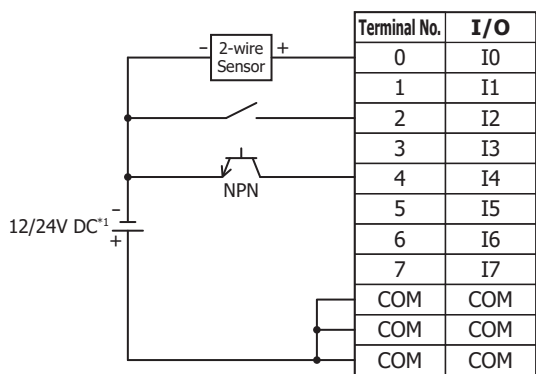 Terminal No. I/O
– 2-wire Sensor +
0 I0
1 I1
2 I2
3 I3
NPN
4 I4
5 I5
–
12/24V DC*1
+
6 I6
7 I7
COM COM
COM COM
COM COM